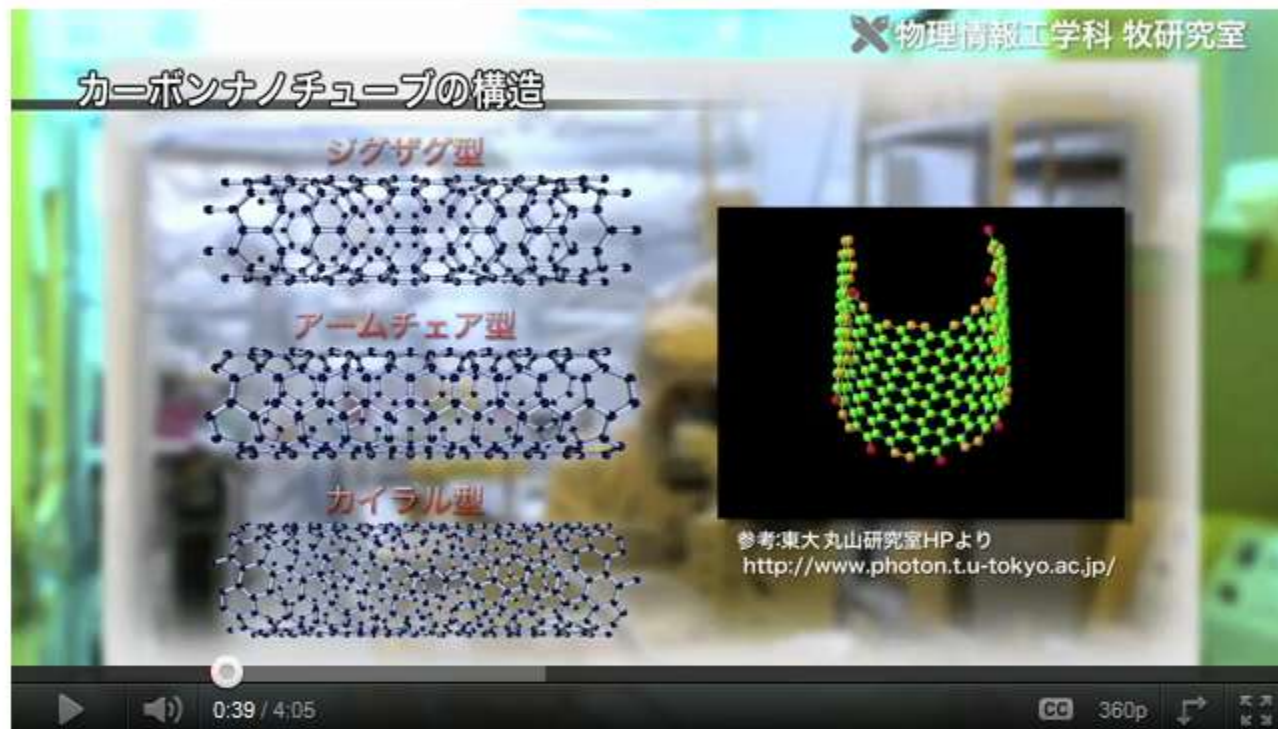 物理情報工学科 牧研究室
カーボンナノチューブの構造
ジグザグ型
アームチェア型
カイラル型
参考:東大 丸山研究室HPより
http://www.photon.t.u-tokyo.ac.jp/
0:39 / 4:05
CC
360p